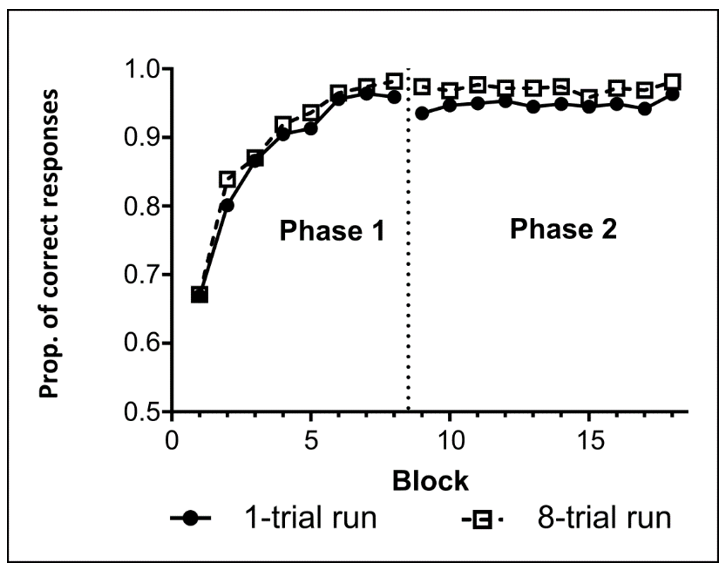 Prop. of correct responses
1.0
0.9
0.8
0.7
0.6
0.5
Phase 1
Phase 2
0 5 10 15
Block
1-trial run 8-trial run